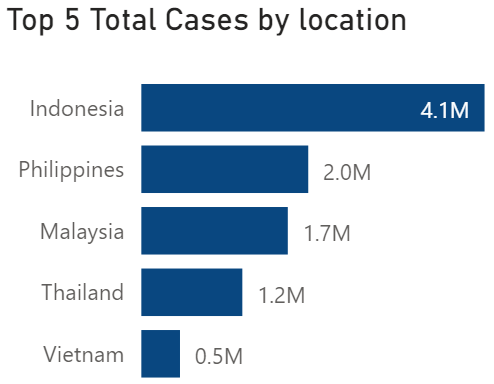 Top 5 Total Cases by location
Indonesia 4.1M
Philippines 2.0M
Malaysia 1.7M
Thailand 1.2M
Vietnam 0.5M